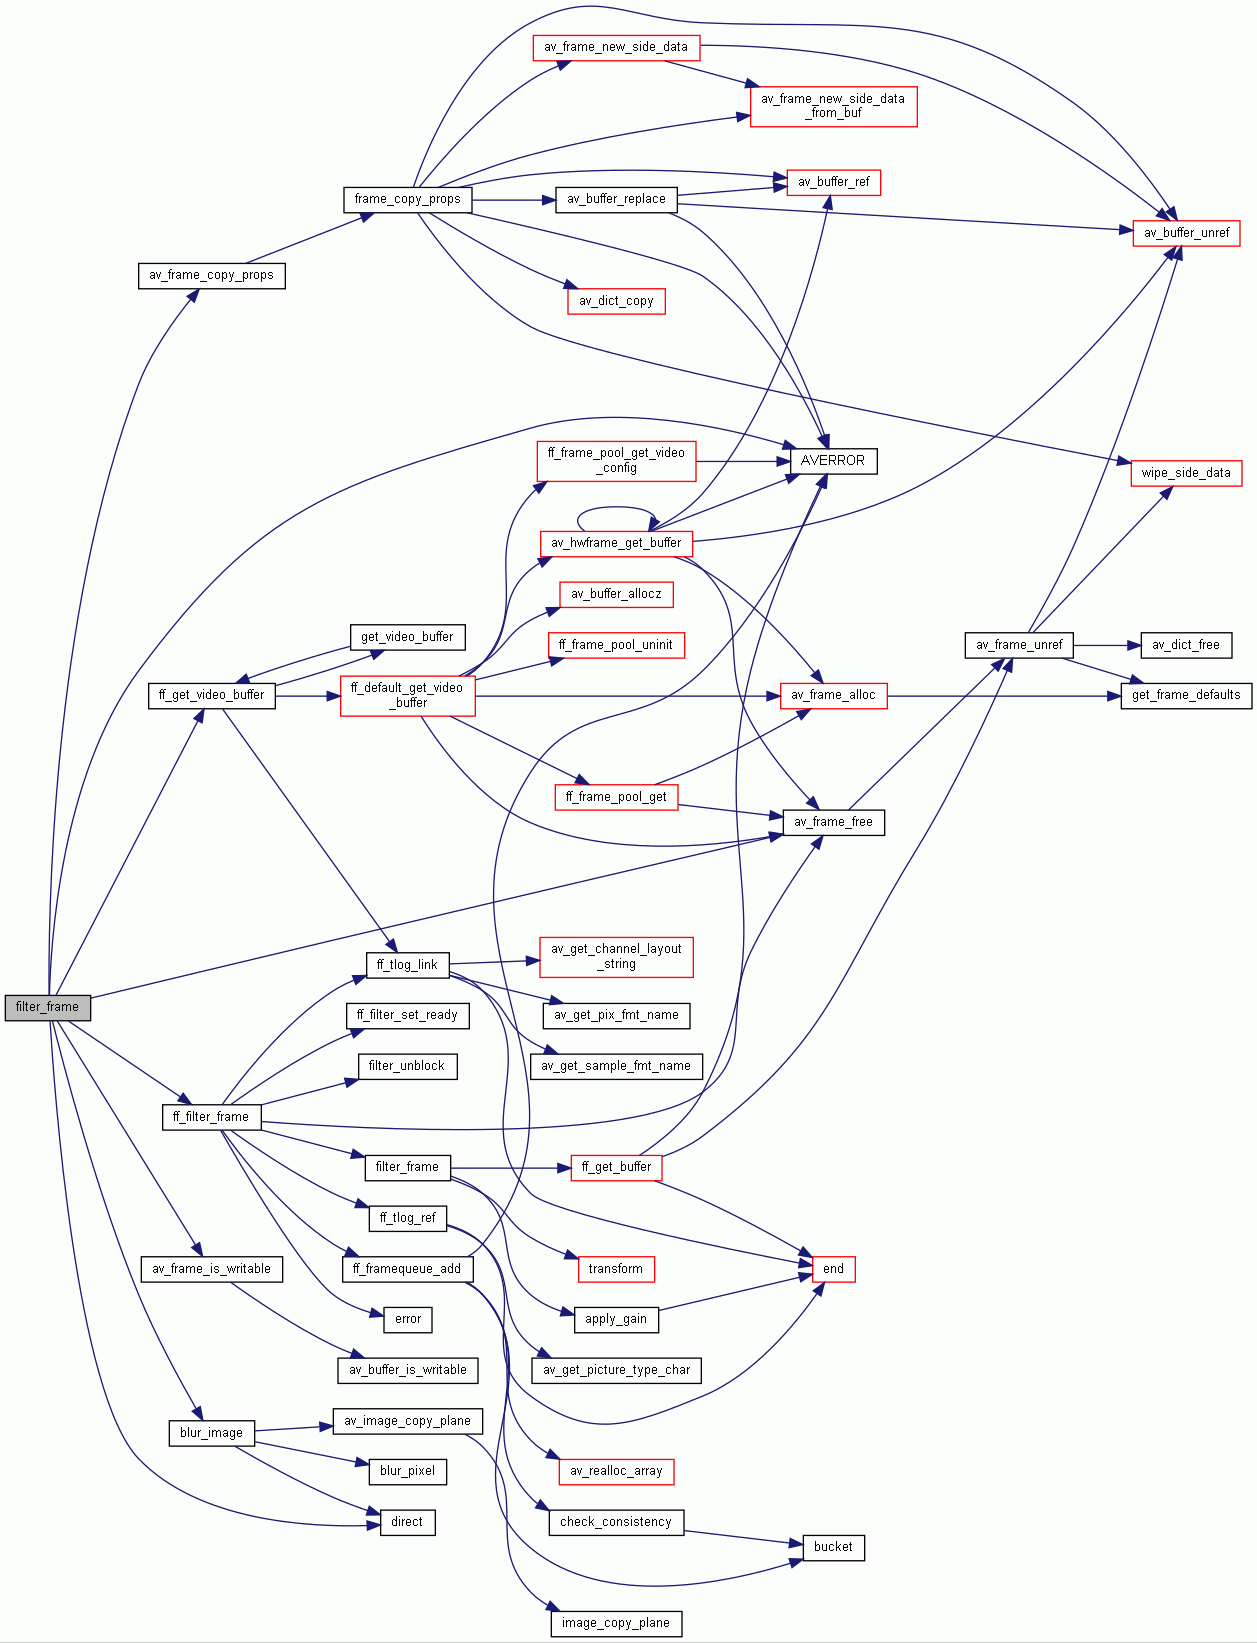 av_frame_new_side_data
av_frame_new_side_data
_from_buf
av_buffer_ref
frame_copy_props
av_buffer_replace
av_buffer_unref
av_frame_copy_props
av_dict_copy
ff_frame_pool_get_video
_config
AVERROR
wipe_side_data
av_hwframe_get_buffer
av_buffer_allocz
get_video_buffer
ff_frame_pool_uninit
av_frame_unref
av_dict_free
ff_get_video_buffer
ff_default_get_video
_buffer
av_frame_alloc
get_frame_defaults
ff_frame_pool_get
av_frame_free
av_get_channel_layout
_string
ff_tlog_link
filter_frame
ff_filter_set_ready
av_get_pix_fmt_name
filter_unblock
av_get_sample_fmt_name
ff_filter_frame
filter_frame
ff_get_buffer
ff_tlog_ref
av_frame_is_writable
ff_framequeue_add
transform
end
error
apply_gain
av_buffer_is_writable
av_get_picture_type_char
av_image_copy_plane
blur_image
blur_pixel
av_realloc_array
direct
check_consistency
bucket
image_copy_plane